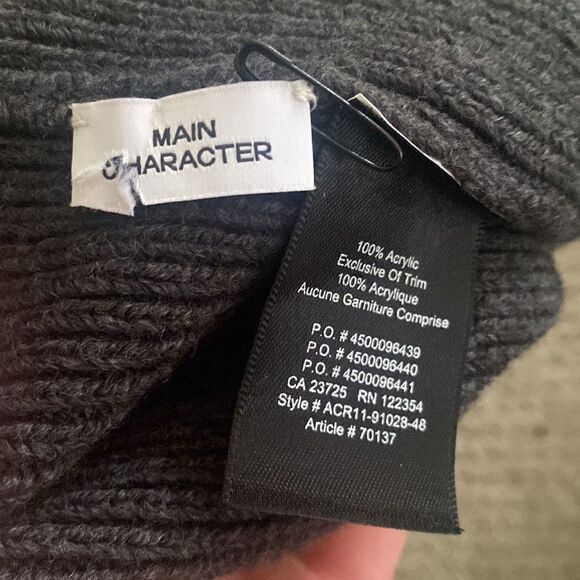 MAIN
CHARACTER
100% Acrylic
Exclusive Of Trim
100% Acrylique
Aucune Garniture Comprise
P.O. # 4500096439
P.O. # 4500096440
P.O. # 4500096441
CA 23725 RN 122354
Style # ACR11-91028-48
Article # 70137